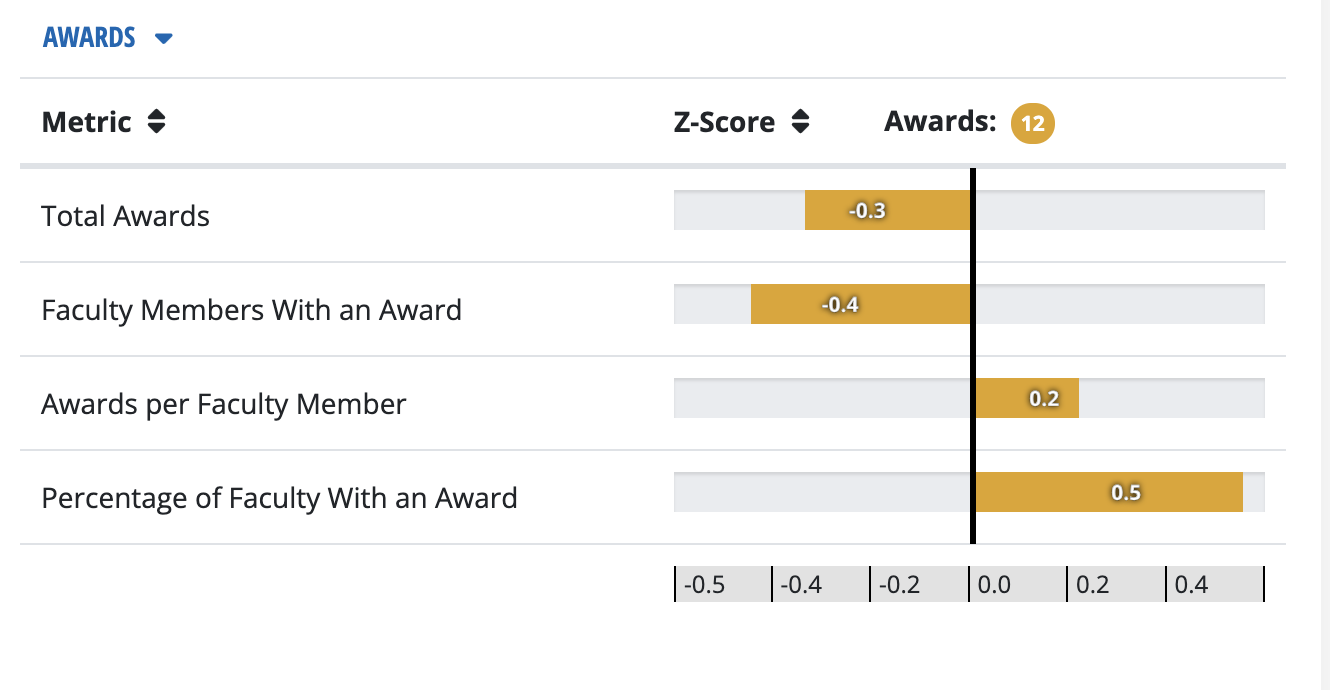 AWARDS
Metric Z-Score Awards: 12
Total Awards -0.3
Faculty Members With an Award -0.4
Awards per Faculty Member 0.2
Percentage of Faculty With an Award 0.5
-0.5 -0.4 -0.2 0.0 0.2 0.4